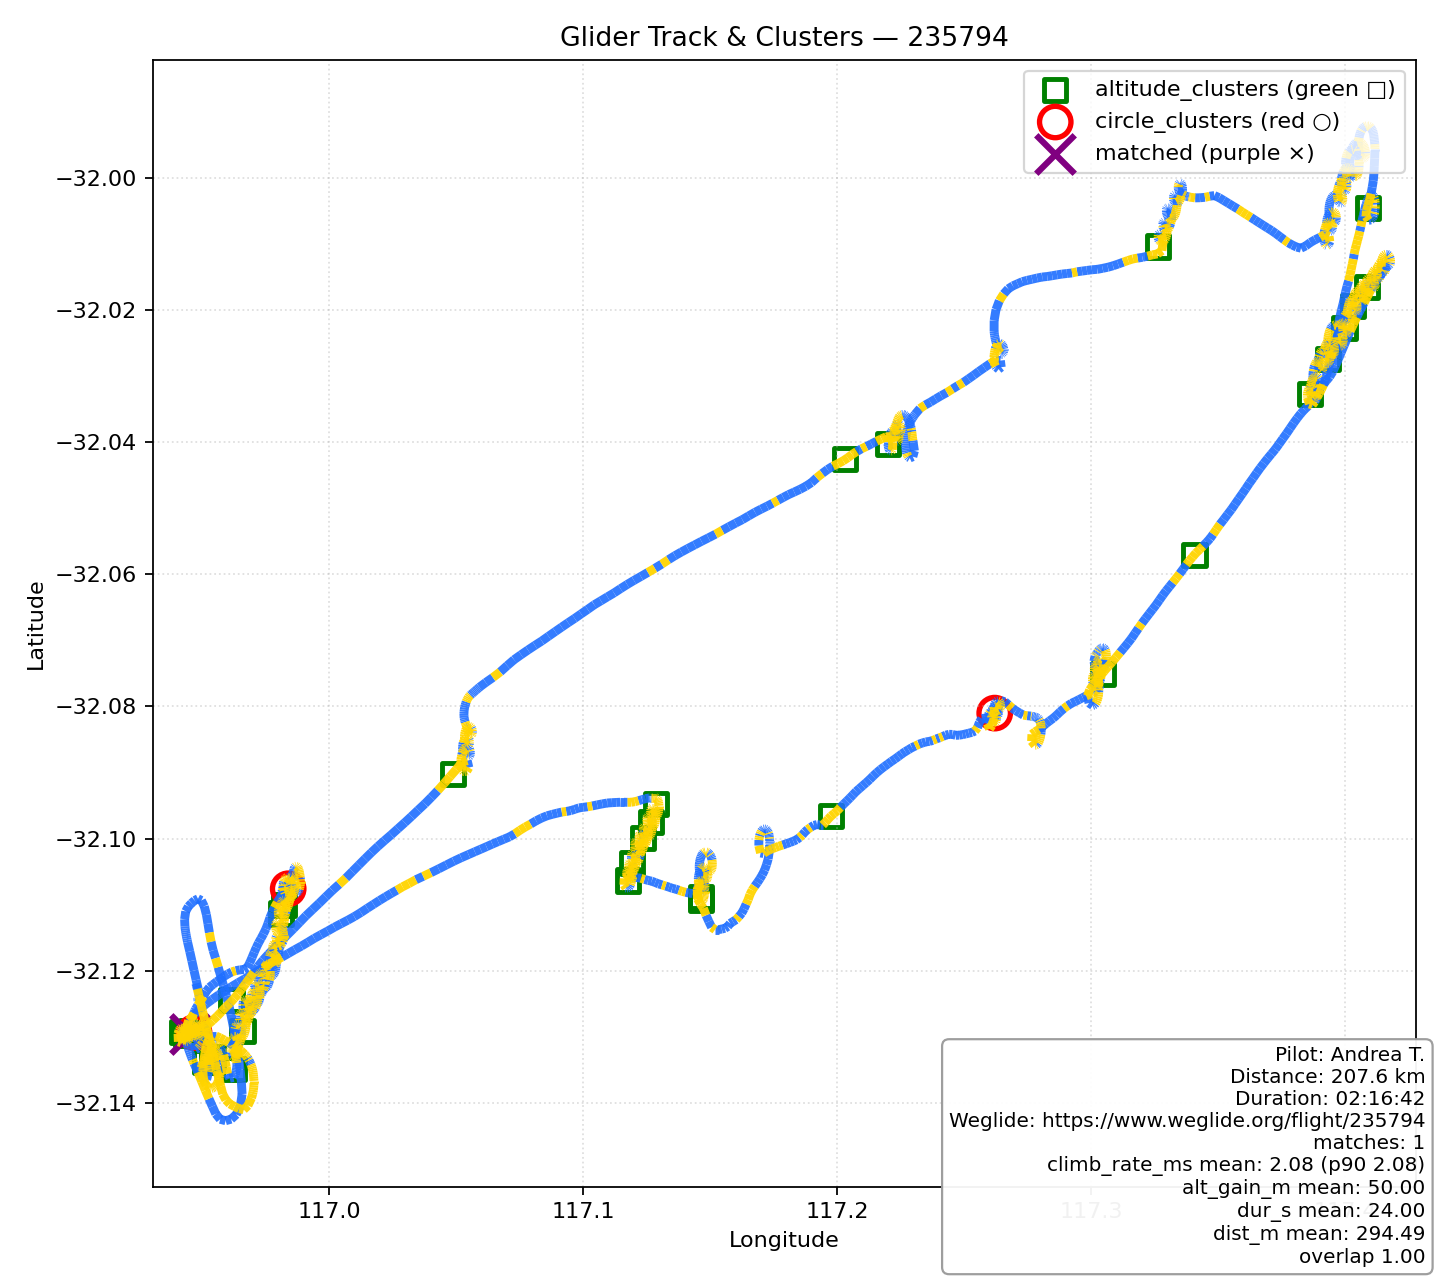 Glider Track & Clusters — 235794
altitude_clusters (green □)
circle_clusters (red ○)
matched (purple ×)
Latitude
−32.00
−32.02
−32.04
−32.06
−32.08
−32.10
−32.12
−32.14
117.0
117.1
117.2
117.3
Longitude
Pilot: Andrea T.
Distance: 207.6 km
Duration: 02:16:42
Weglide: https://www.weglide.org/flight/235794
matches: 1
climb_rate_ms mean: 2.08 (p90 2.08)
alt_gain_m mean: 50.00
dur_s mean: 24.00
dist_m mean: 294.49
overlap 1.00